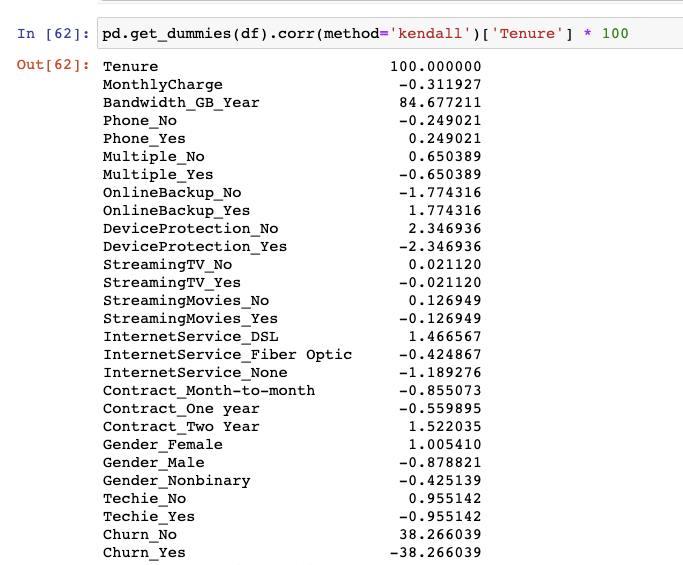 In [62]: pd.get_dummies(df).corr(method='kendall')['Tenure'] * 100
Out[62]: Tenure 100.000000
MonthlyCharge -0.311927
Bandwidth_GB_Year 84.677211
Phone_No -0.249021
Phone_Yes 0.249021
Multiple_No 0.650389
Multiple_Yes -0.650389
OnlineBackup_No -1.774316
OnlineBackup_Yes 1.774316
DeviceProtection_No 2.346936
DeviceProtection_Yes -2.346936
StreamingTV_No 0.021120
StreamingTV_Yes -0.021120
StreamingMovies_No 0.126949
StreamingMovies_Yes -0.126949
InternetService_DSL 1.466567
InternetService_Fiber Optic -0.424867
InternetService_None -1.189276
Contract_Month-to-month -0.855073
Contract_One year -0.559895
Contract_Two Year 1.522035
Gender_Female 1.005410
Gender_Male -0.878821
Gender_Nonbinary -0.425139
Techie_No 0.955142
Techie_Yes -0.955142
Churn_No 38.266039
Churn_Yes -38.266039